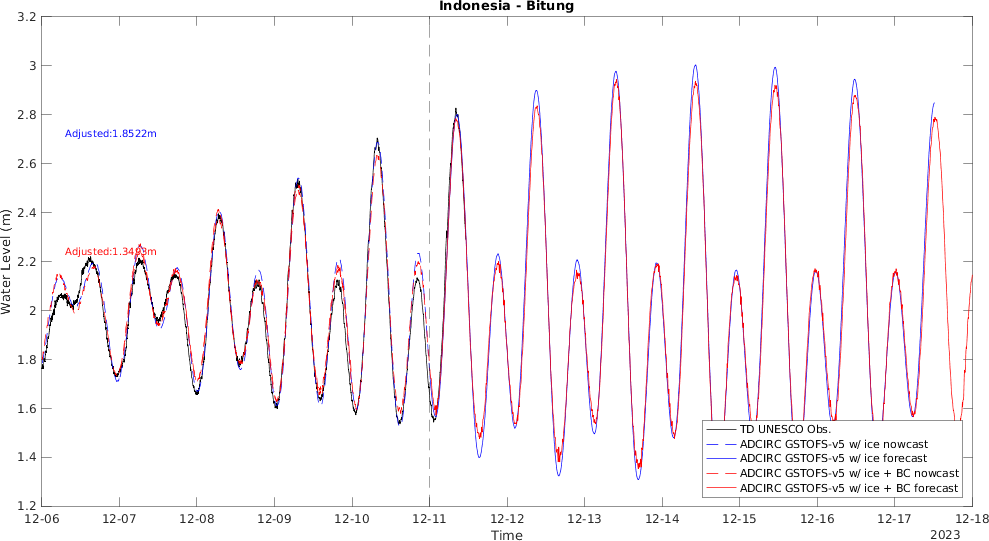 Indonesia - Bitung
Water Level (m)
3.2
3
2.8
2.6
2.4
2.2
2
1.8
1.6
1.4
1.2
Adjusted:1.8522m
TD UNESCO Obs.
ADCIRC GSTOFS-v5 w/ ice nowcast
ADCIRC GSTOFS-v5 w/ ice forecast
ADCIRC GSTOFS-v5 w/ ice + BC nowcast
ADCIRC GSTOFS-v5 w/ ice + BC forecast
12-06 12-07 12-08 12-09 12-10 12-11 12-12 12-13 12-14 12-15 12-16 12-17 12-18
Time
2023